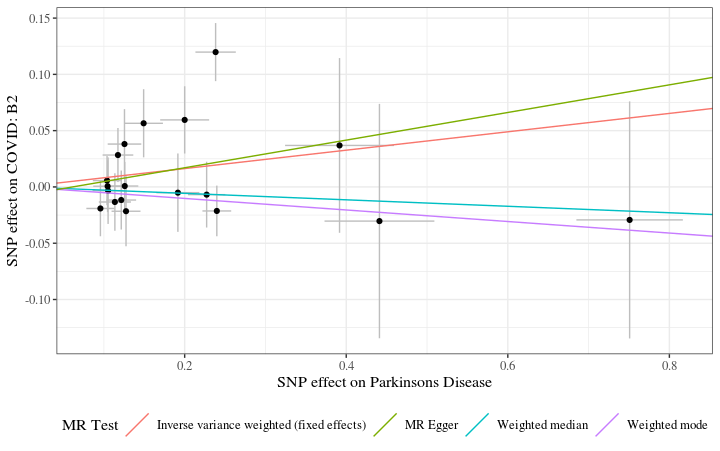 0.15
0.10
0.05
0.00
-0.05
-0.10
SNP effect on COVID: B2
0.2 0.4 0.6 0.8
SNP effect on Parkinsons Disease
MR Test Inverse variance weighted (fixed effects) MR Egger Weighted median Weighted mode